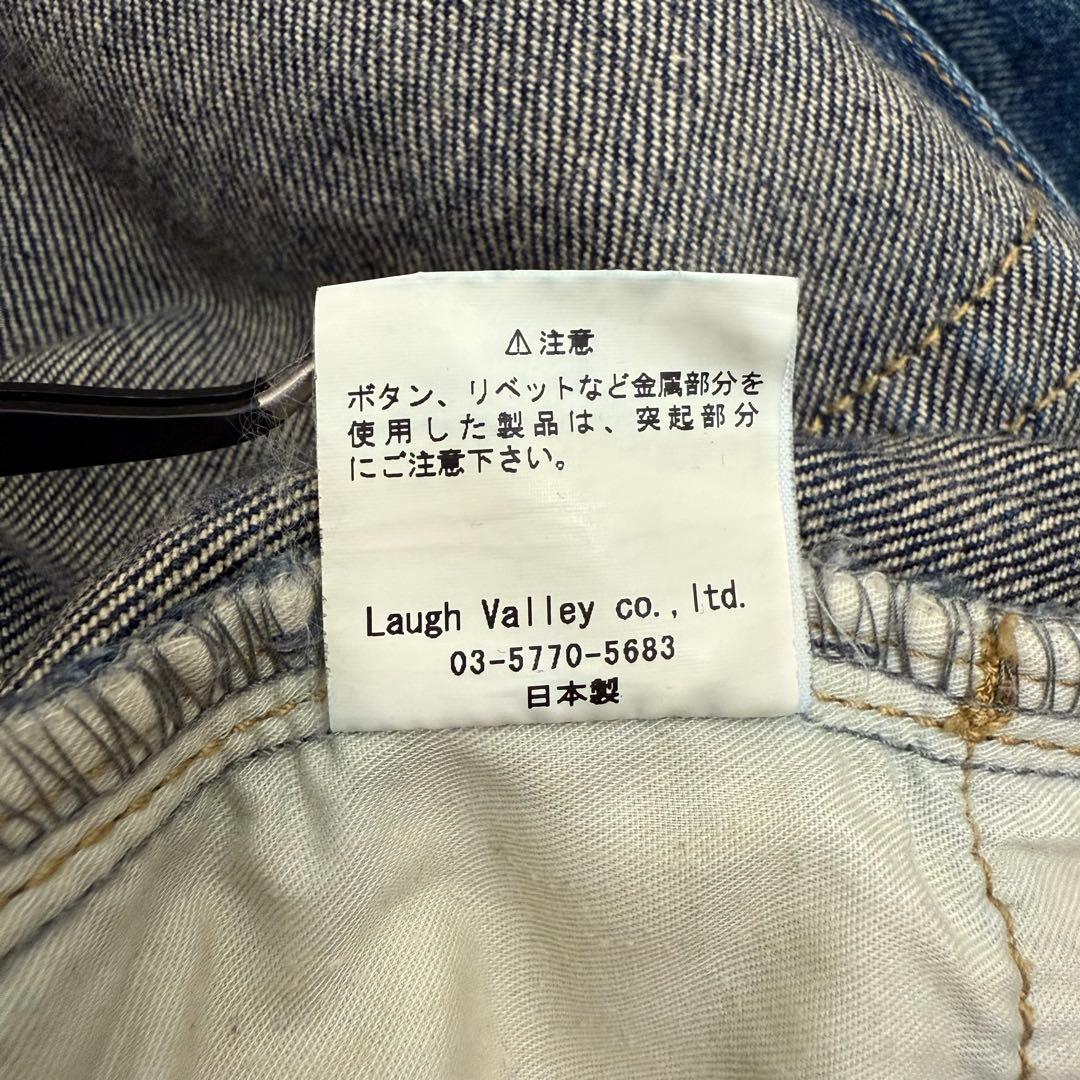 ⚠注意
ボタン、リベットなど金属部分を
使用した製品は、突起部分
にご注意下さい。
Laugh Valley co.,ltd.
03-5770-5683
日本製